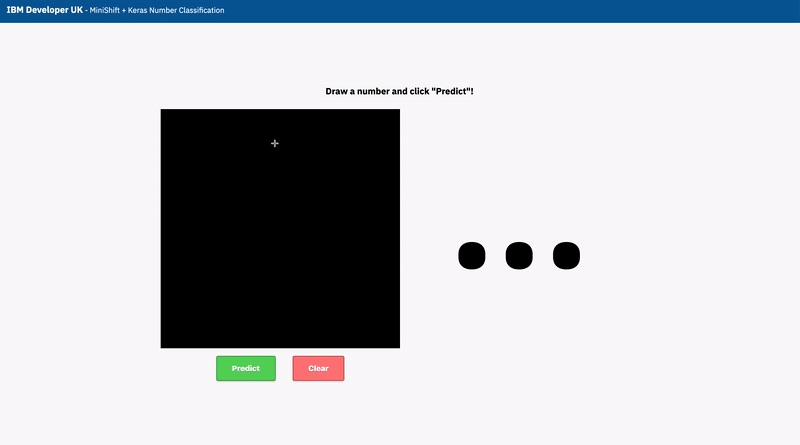 IBM Developer UK - MiniShift + Keras Number Classification
Draw a number and click "Predict"!
...
Predict
Clear